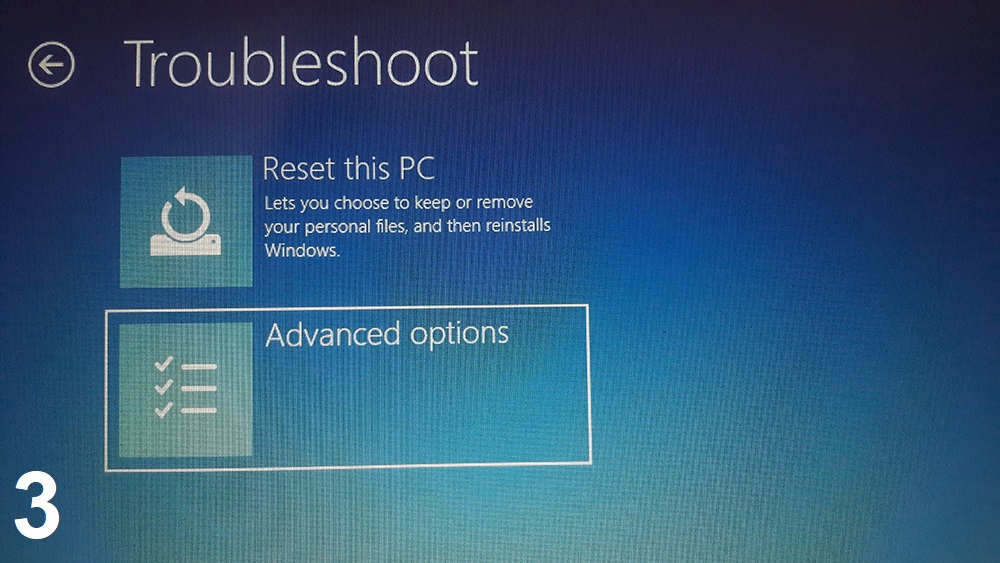 Troubleshoot
Reset this PC
Lets you choose to keep or remove
your personal files, and then reinstalls
Windows.
Advanced options
3